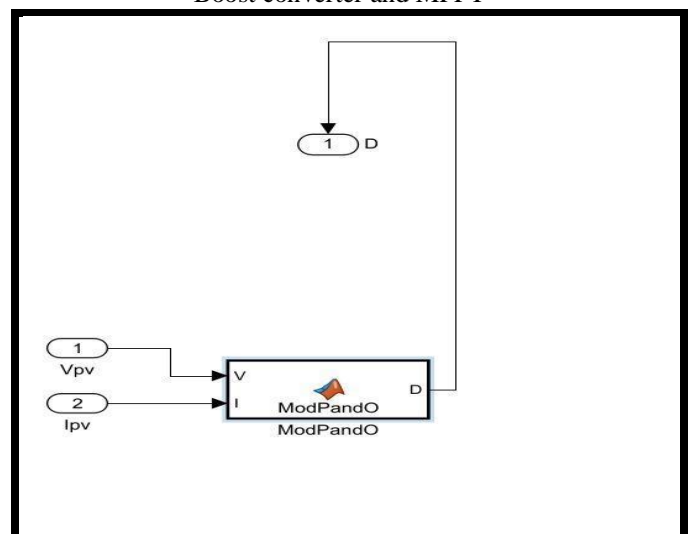 Boost converter and MPPT
1 D
1
Vpv
2
Ipv
V
I
D
ModPandO
ModPandO